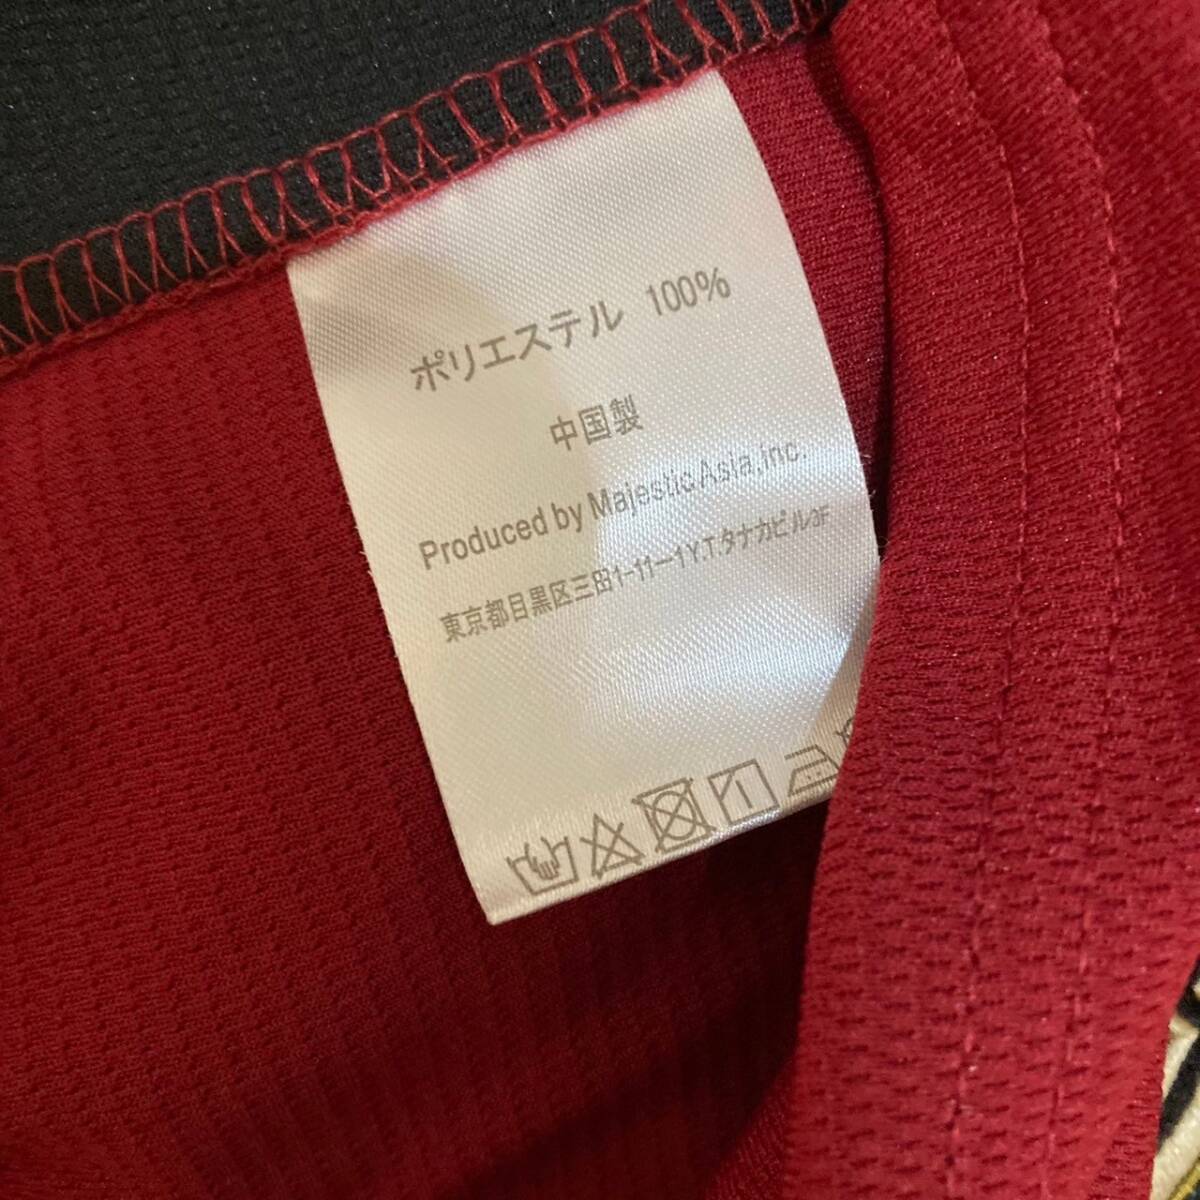 ポリエステル 100%
中国製
Produced by Majestic Asia,inc.
東京都目黒区三田1-11-1Y.T.タナカビル3F